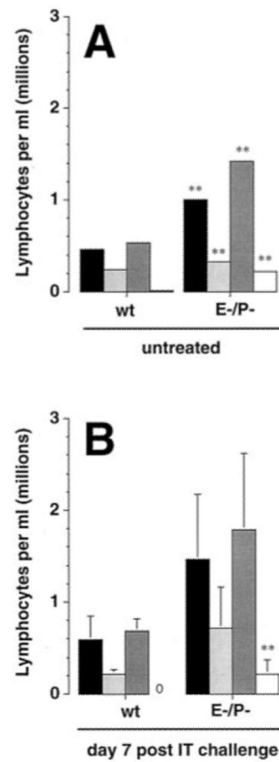 A
Lymphocytes per ml (millions)
3
2
1
0
**
**
**
**
wt
E-/P-
untreated
B
Lymphocytes per ml (millions)
3
2
1
0
0
**
wt
E-/P-
day 7 post IT challenge